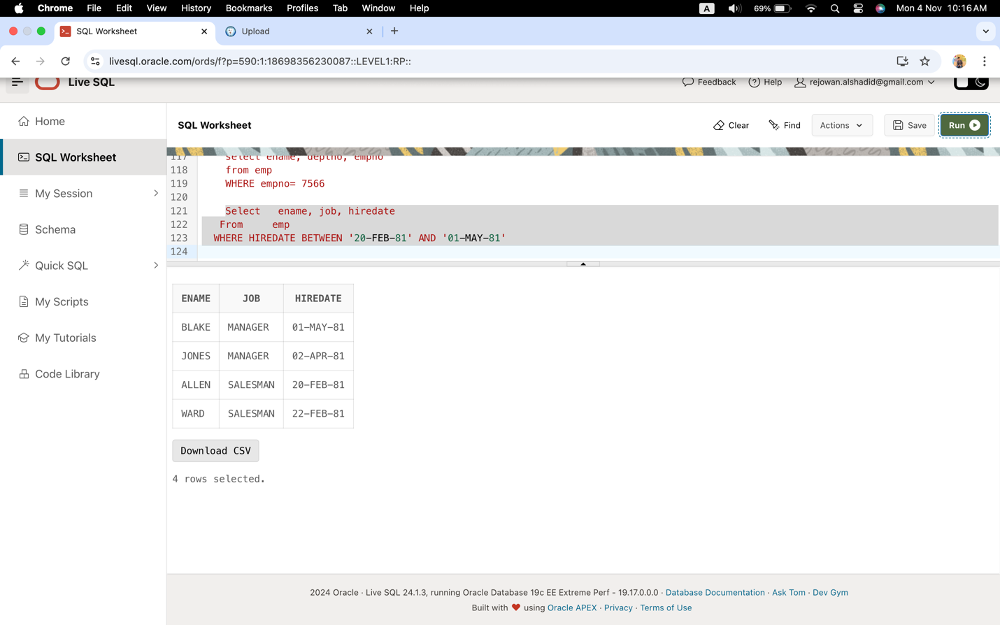 Chrome File Edit View History Bookmarks Profiles Tab Window Help A 69% Mon 4 Nov 10:16 AM
SQL Worksheet Upload
livesql.oracle.com/ords/f?p=590:1:18698356230087::LEVEL1:RP::
Live SQL Feedback Help rejowan.alshadid@gmail.com
Home
SQL Worksheet
My Session
Schema
Quick SQL
My Scripts
My Tutorials
Code Library
SQL Worksheet Clear Find Actions Save Run
117 select ename, deptno, empno
118 from emp
119 WHERE empno= 7566
120
121 Select ename, job, hiredate
122 From emp
123 WHERE HIREDATE BETWEEN '20-FEB-81' AND '01-MAY-81'
124
ENAME JOB HIREDATE
BLAKE MANAGER 01-MAY-81
JONES MANAGER 02-APR-81
ALLEN SALESMAN 20-FEB-81
WARD SALESMAN 22-FEB-81
Download CSV
4 rows selected.
2024 Oracle · Live SQL 24.1.3, running Oracle Database 19c EE Extreme Perf - 19.17.0.0.0 · Database Documentation · Ask Tom · Dev Gym
Built with ❤ using Oracle APEX · Privacy · Terms of Use